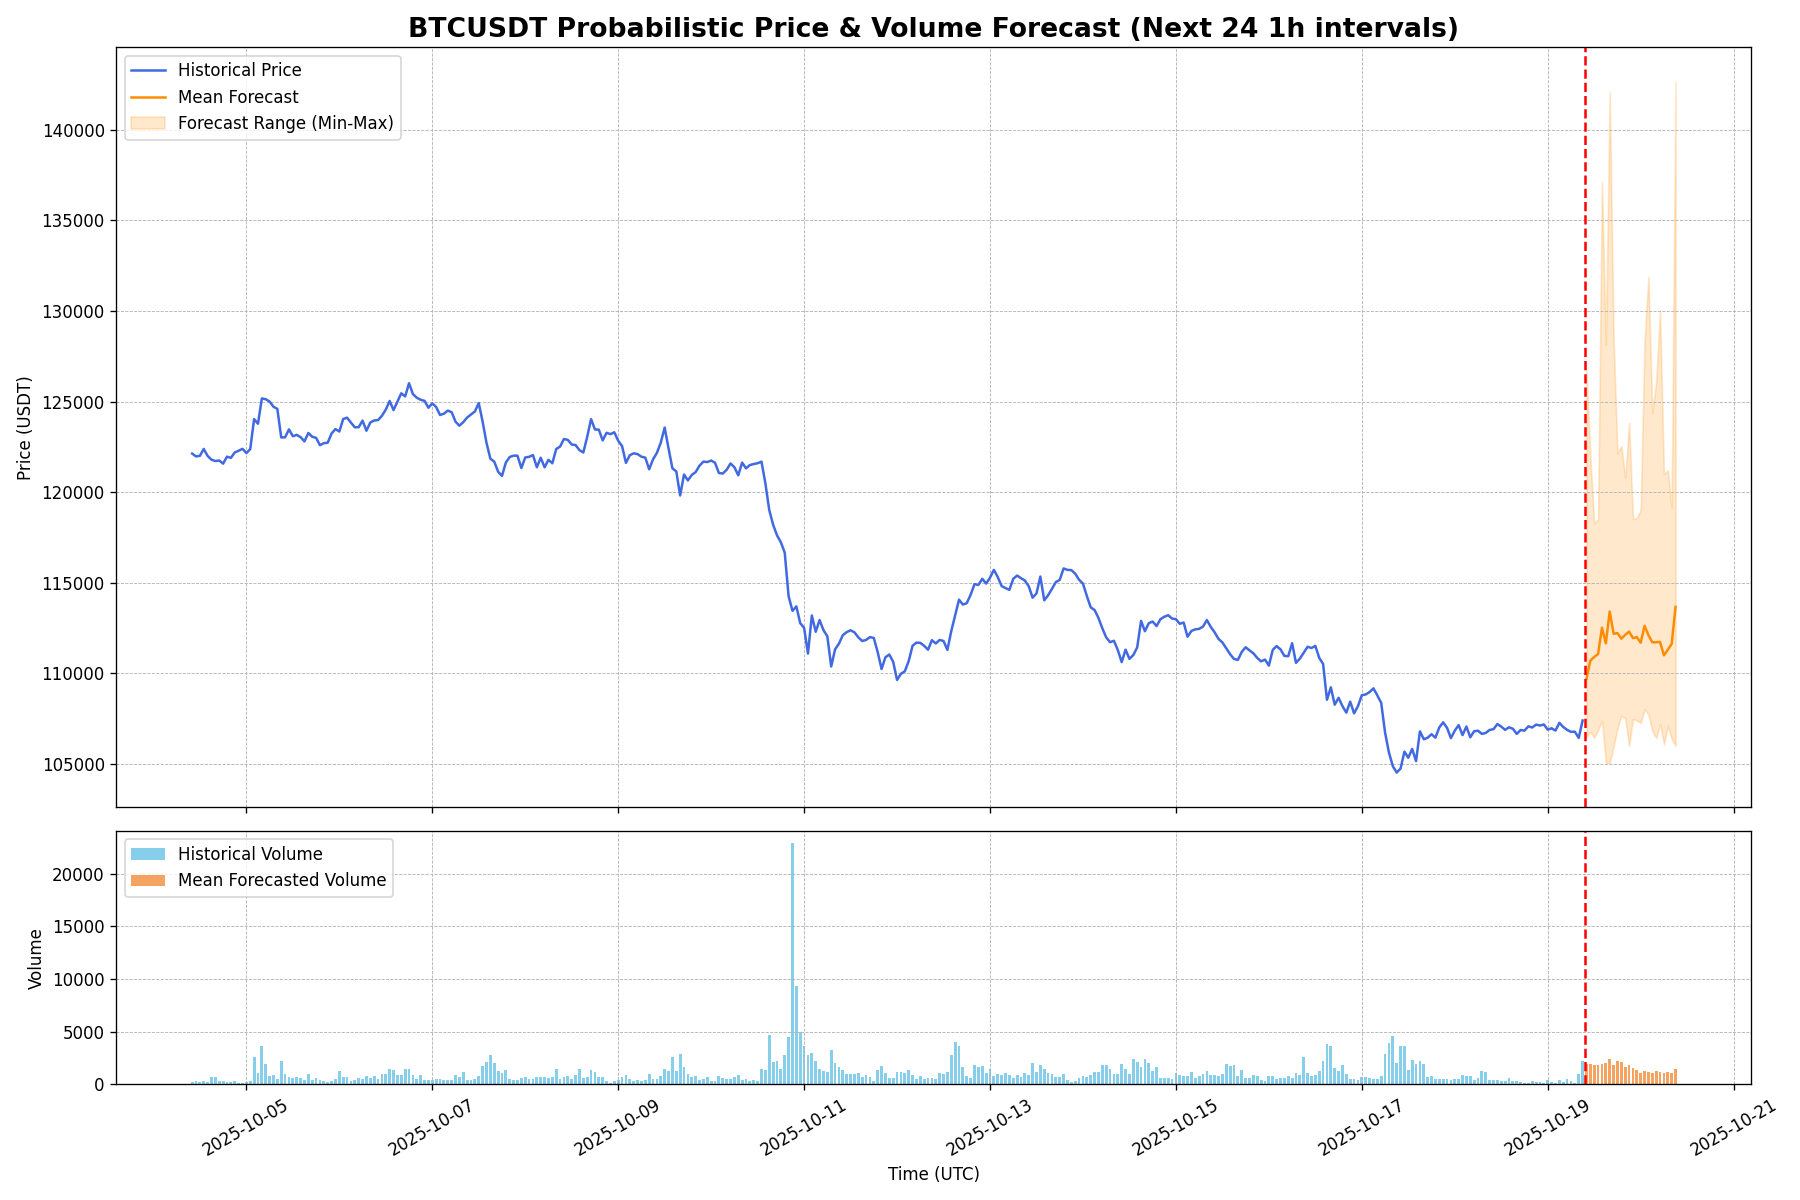 BTCUSDT Probabilistic Price & Volume Forecast (Next 24 1h intervals)
Historical Price
Mean Forecast
Forecast Range (Min-Max)
Price (USDT)
140000
135000
130000
125000
120000
115000
110000
105000
Historical Volume
Mean Forecasted Volume
Volume
20000
15000
10000
5000
0
2025-10-05
2025-10-07
2025-10-09
2025-10-11
2025-10-13
2025-10-15
2025-10-17
2025-10-19
2025-10-21
Time (UTC)